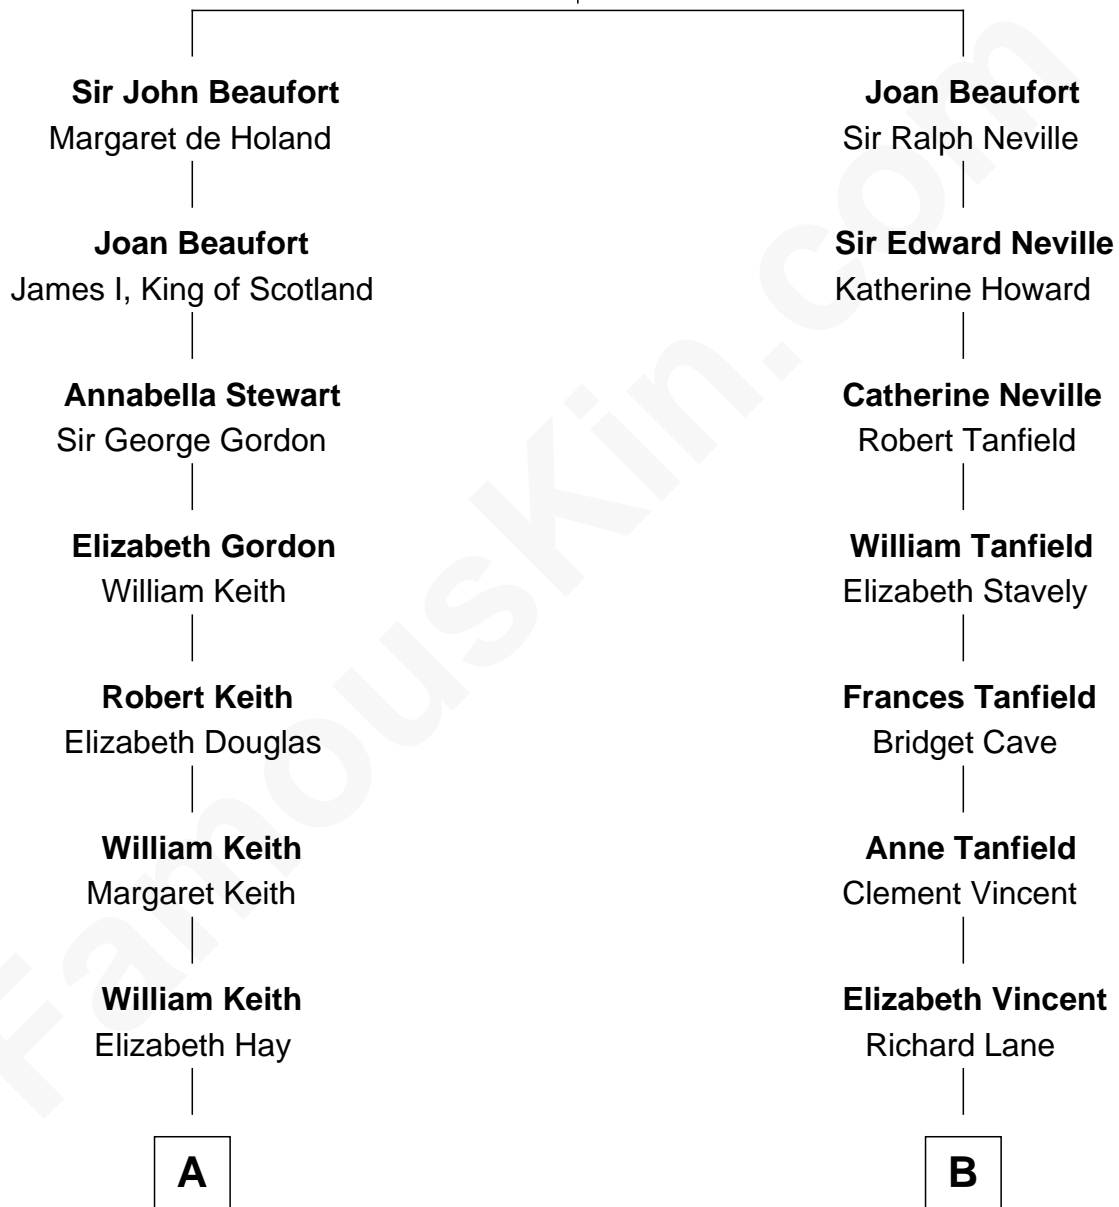 Sir John Beaufort
Margaret de Holand
Joan Beaufort
James I, King of Scotland
Annabella Stewart
Sir George Gordon
Elizabeth Gordon
William Keith
Robert Keith
Elizabeth Douglas
William Keith
Margaret Keith
William Keith
Elizabeth Hay
A
Joan Beaufort
Sir Ralph Neville
Sir Edward Neville
Katherine Howard
Catherine Neville
Robert Tanfield
William Tanfield
Elizabeth Stavely
Frances Tanfield
Bridget Cave
Anne Tanfield
Clement Vincent
Elizabeth Vincent
Richard Lane
B
FamousKin.com